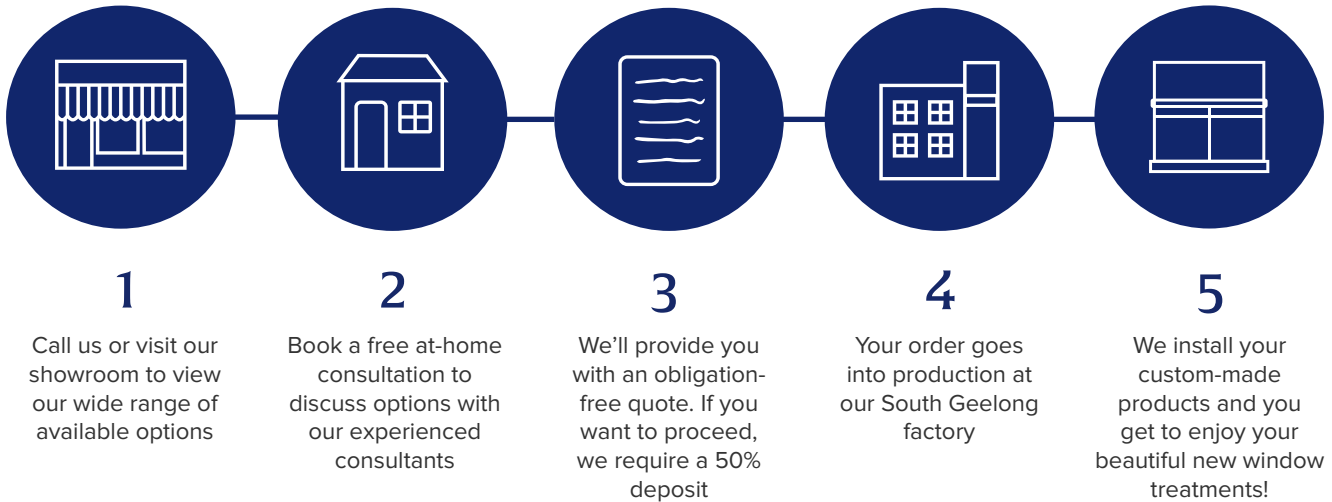 1
Call us or visit our
showroom to view
our wide range of
available options
2
Book a free at-home
consultation to
discuss options with
our experienced
consultants
3
We’ll provide you
with an obligation-
free quote. If you
want to proceed,
we require a 50%
deposit
4
Your order goes
into production at
our South Geelong
factory
5
We install your
custom-made
products and you
get to enjoy your
beautiful new window
treatments!